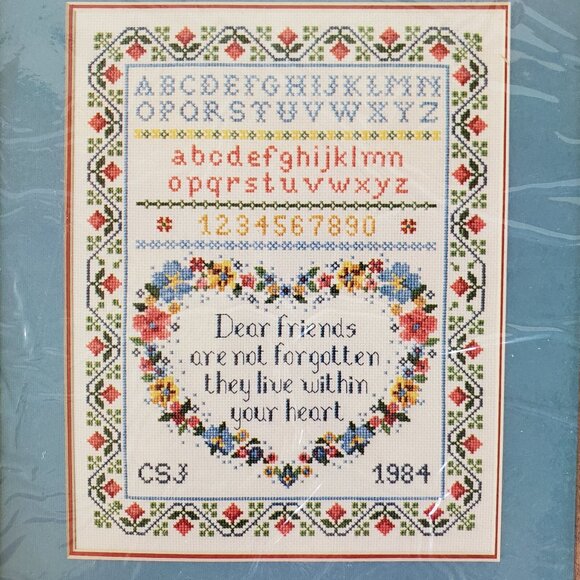 ABCDEFGHIJKLMN
OPQRSTUVWXYZ
abcdefghijklmn
opqrstuvwxyz
1234567890
Dear friends
are not forgotten
they live within
your heart
CSJ 1984